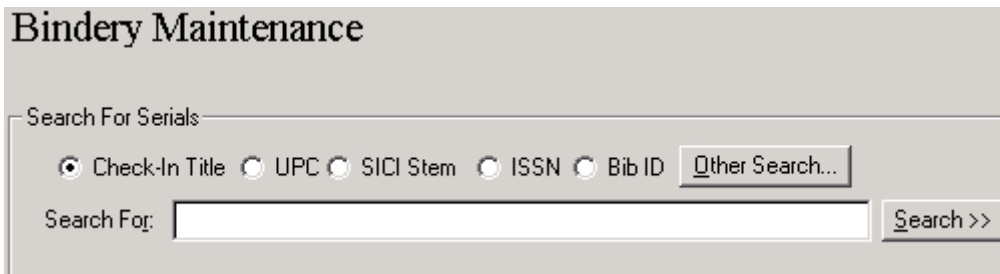 Bindery Maintenance
Search For Serials
Check-In Title UPC SICI Stem ISSN Bib ID Other Search...
Search For: Search >>